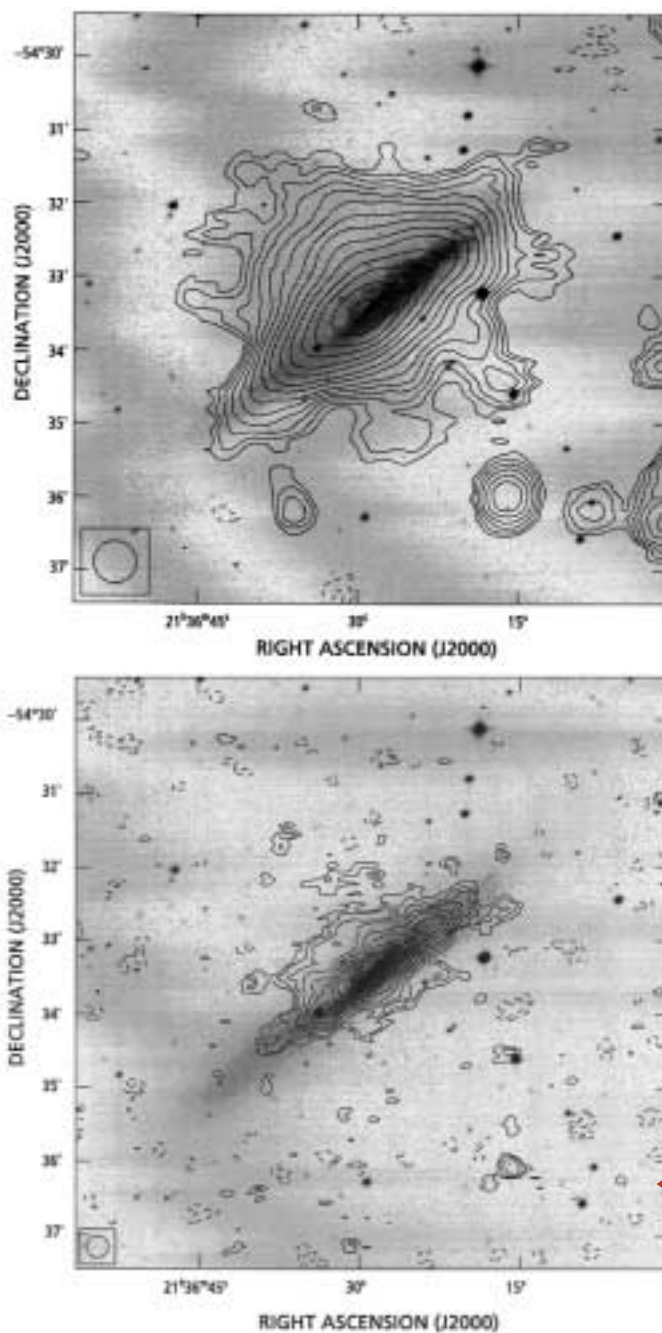 −54°30'
31'
32'
33'
34'
35'
36'
37'
DECLINATION (J2000)
21ʰ36ᵐ45ˢ 30ˢ 15ˢ
RIGHT ASCENSION (J2000)
−54°30'
31'
32'
33'
34'
35'
36'
37'
DECLINATION (J2000)
21ʰ36ᵐ45ˢ 30ˢ 15ˢ
RIGHT ASCENSION (J2000)